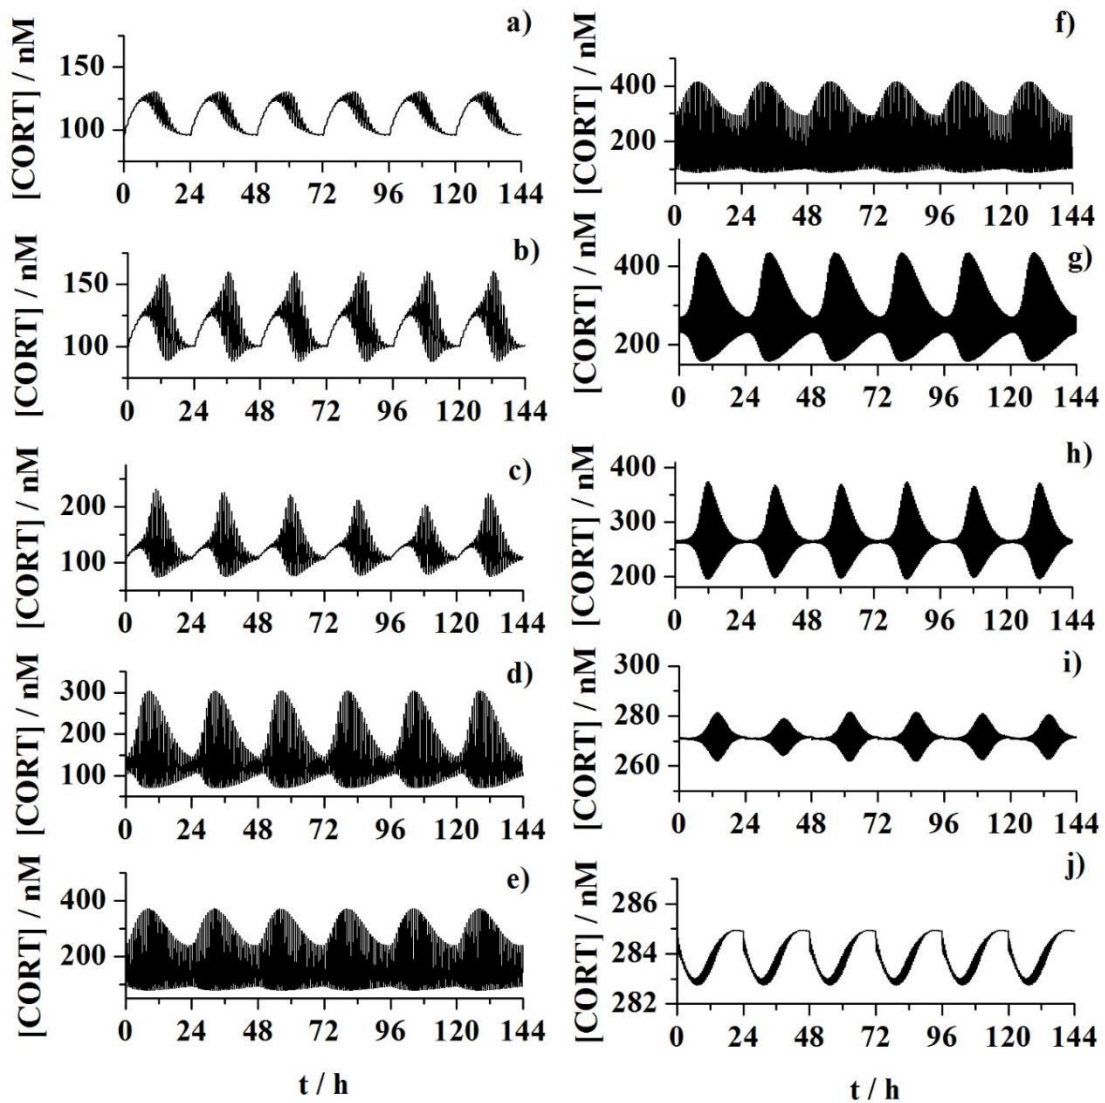 a)
[CORT] / nM
150
100
0 24 48 72 96 120 144
b)
[CORT] / nM
150
100
0 24 48 72 96 120 144
c)
[CORT] / nM
200
100
0 24 48 72 96 120 144
d)
[CORT] / nM
300
200
100
0 24 48 72 96 120 144
e)
[CORT] / nM
400
200
0 24 48 72 96 120 144
t / h
f)
[CORT] / nM
400
200
0 24 48 72 96 120 144
g)
[CORT] / nM
400
200
0 24 48 72 96 120 144
h)
[CORT] / nM
400
300
200
0 24 48 72 96 120 144
i)
[CORT] / nM
300
280
260
0 24 48 72 96 120 144
j)
[CORT] / nM
286
284
282
0 24 48 72 96 120 144
t / h